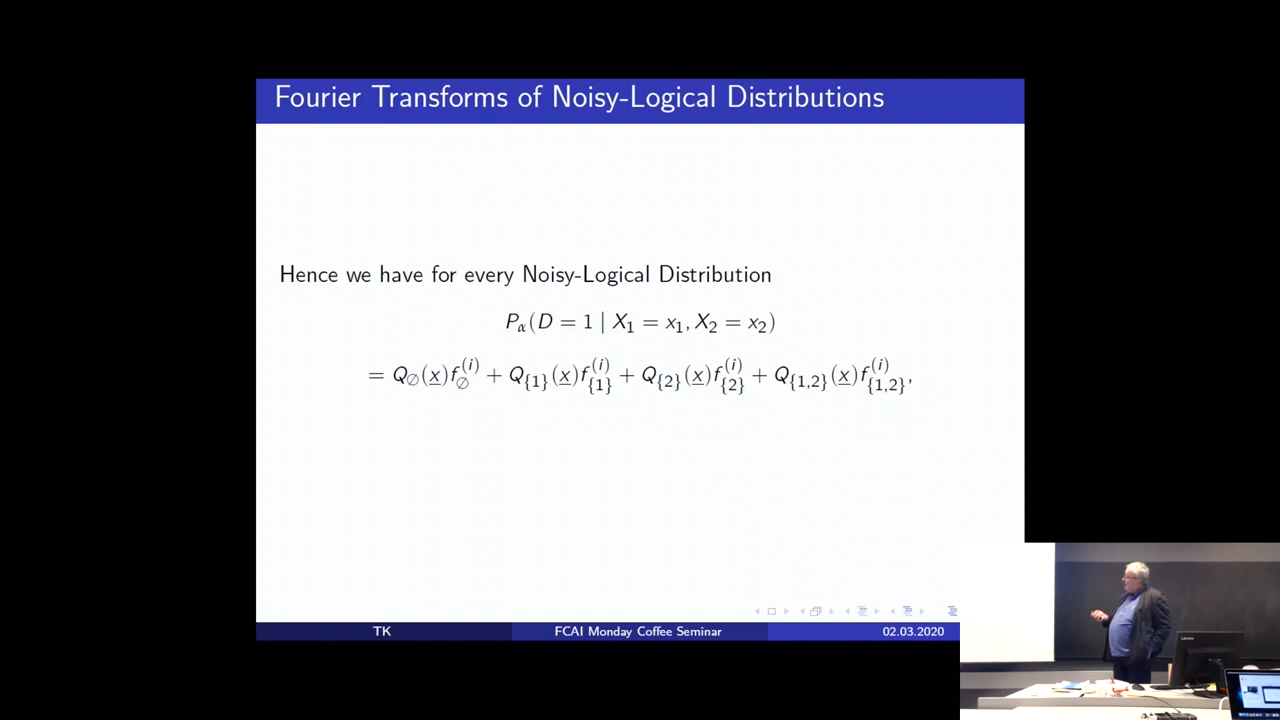 Fourier Transforms of Noisy-Logical Distributions
Hence we have for every Noisy-Logical Distribution
P_α(D = 1 | X_1 = x_1, X_2 = x_2)
= Q_∅(x)f_∅^(i) + Q_{1}(x)f_{1}^(i) + Q_{2}(x)f_{2}^(i) + Q_{1,2}(x)f_{1,2}^(i),
TK
FCAI Monday Coffee Seminar
02.03.2020